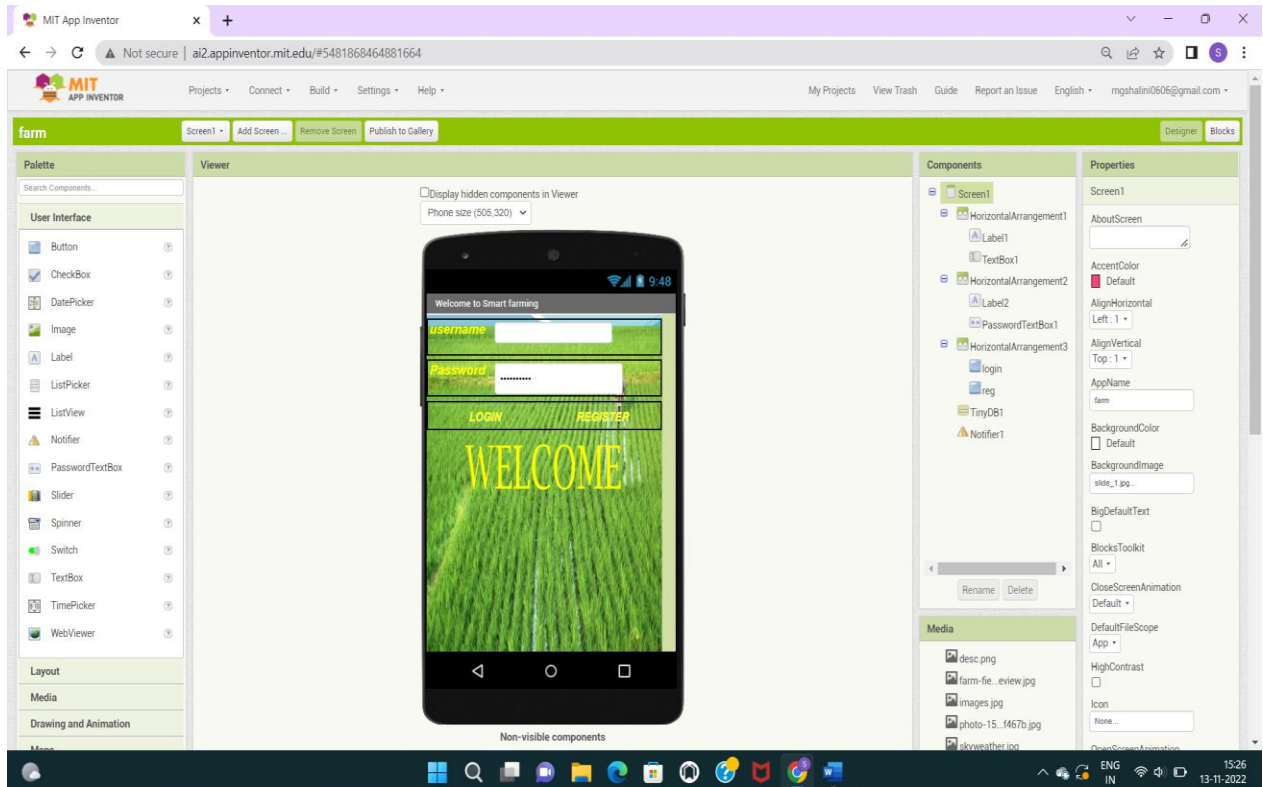 MIT App Inventor
Not secure | ai2.appinventor.mit.edu/#5481868464881664
S
MIT
APP INVENTOR
Projects Connect Build Settings Help
My Projects View Trash Guide Report an Issue English mgshalini0606@gmail.com
farm
Screen1 Add Screen ... Remove Screen Publish to Gallery
Designer Blocks
Palette
Search Components...
User Interface
Button
CheckBox
DatePicker
Image
Label
ListPicker
ListView
Notifier
PasswordTextBox
Slider
Spinner
Switch
TextBox
TimePicker
WebViewer
Layout
Media
Drawing and Animation
Maps
Viewer
Display hidden components in Viewer
Phone size (505,320)
9:48
Welcome to Smart farming
username
Password
LOGIN REGISTER
WELCOME
Non-visible components
Components
Screen1
HorizontalArrangement1
Label1
TextBox1
HorizontalArrangement2
Label2
PasswordTextBox1
HorizontalArrangement3
login
reg
TinyDB1
Notifier1
Rename Delete
Media
desc.png
farm-fie...eview.jpg
images.jpg
photo-15...f467b.jpg
skyweather.jpg
Properties
Screen1
AboutScreen
AccentColor
Default
AlignHorizontal
Left : 1
AlignVertical
Top : 1
AppName
farm
BackgroundColor
Default
BackgroundImage
slide_1.jpg...
BigDefaultText
BlocksToolkit
All
CloseScreenAnimation
Default
DefaultFileScope
App
HighContrast
Icon
None...
OpenScreenAnimation
ENG
IN
15:26
13-11-2022